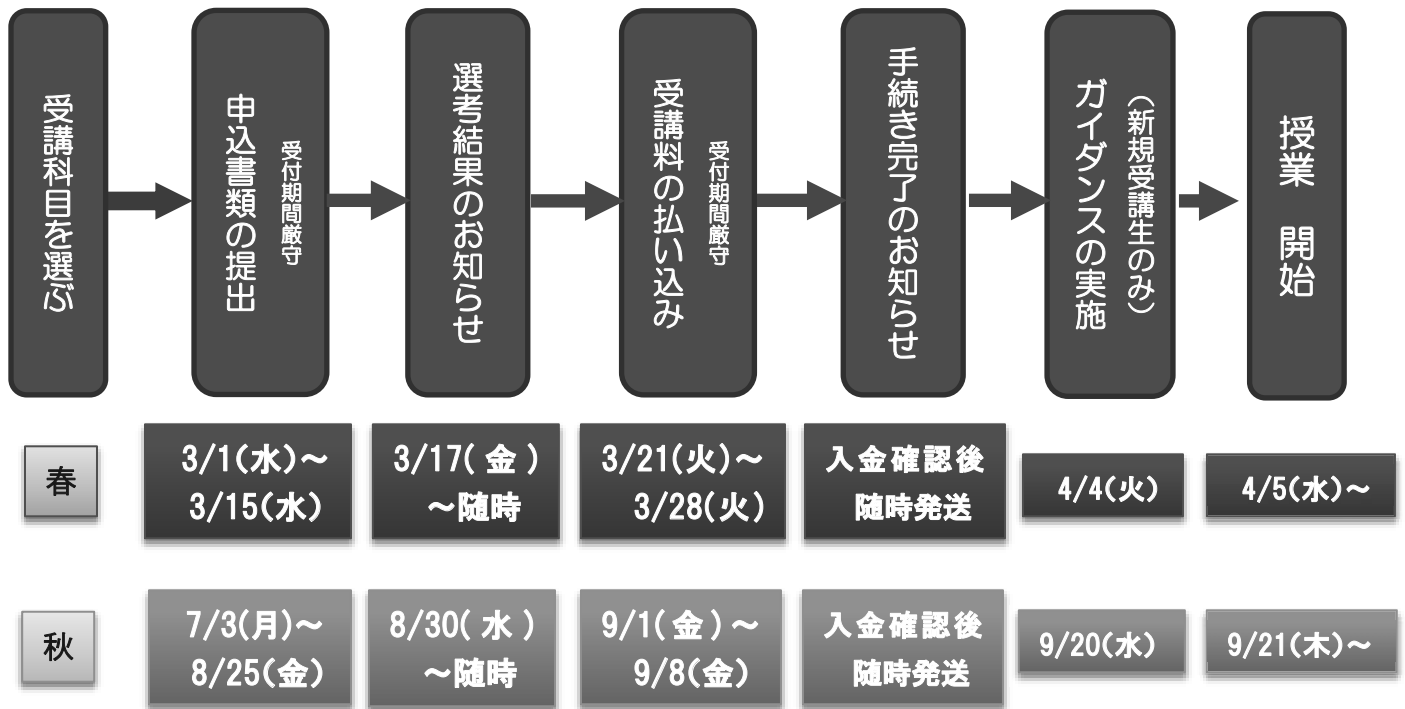 受講科目を選ぶ
申込書類の提出
受付期間厳守
選考結果のお知らせ
受講料の払い込み
受付期間厳守
手続き完了のお知らせ
ガイダンスの実施
（新規受講生のみ）
授業 開始
春
3/1(水)～
3/15(水)
3/17( 金 )
～随時
3/21(火)～
3/28(火)
入金確認後
随時発送
4/4(火)
4/5(水)～
秋
7/3(月)～
8/25(金)
8/30( 水 )
～随時
9/1( 金 )～
9/8(金)
入金確認後
随時発送
9/20(水)
9/21(木)～